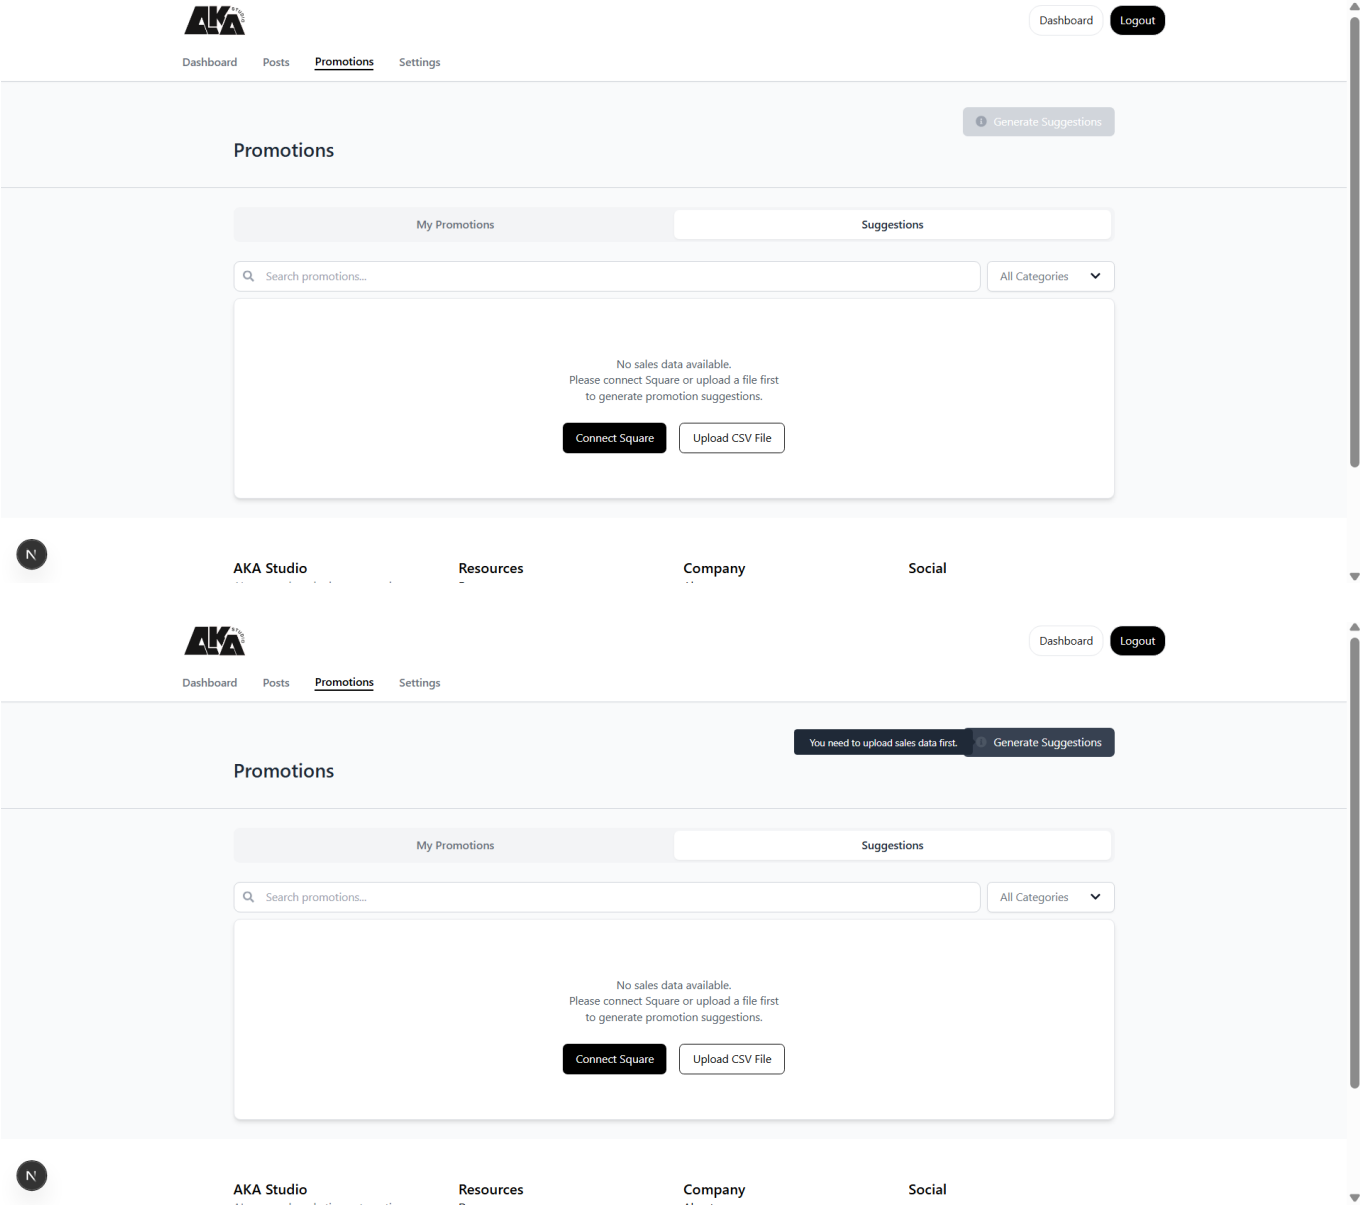 AKA STUDIO
Dashboard
Logout
Dashboard
Posts
Promotions
Settings
Generate Suggestions
Promotions
My Promotions
Suggestions
Search promotions...
All Categories
No sales data available.
Please connect Square or upload a file first
to generate promotion suggestions.
Connect Square
Upload CSV File
N
AKA Studio
Resources
Company
Social
AKA STUDIO
Dashboard
Logout
Dashboard
Posts
Promotions
Settings
You need to upload sales data first.
Generate Suggestions
Promotions
My Promotions
Suggestions
Search promotions...
All Categories
No sales data available.
Please connect Square or upload a file first
to generate promotion suggestions.
Connect Square
Upload CSV File
N
AKA Studio
Resources
Company
Social